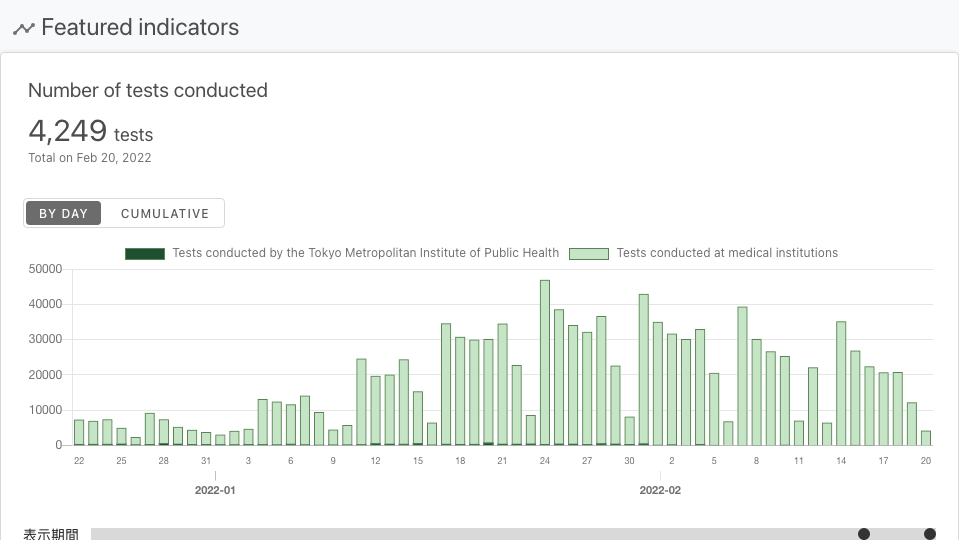 Featured indicators
Number of tests conducted
4,249 tests
Total on Feb 20, 2022
BY DAY CUMULATIVE
Tests conducted by the Tokyo Metropolitan Institute of Public Health Tests conducted at medical institutions
50000
40000
30000
20000
10000
0
22 25 28 31 3 6 9 12 15 18 21 24 27 30 2 5 8 11 14 17 20
2022-01 2022-02
表示期間